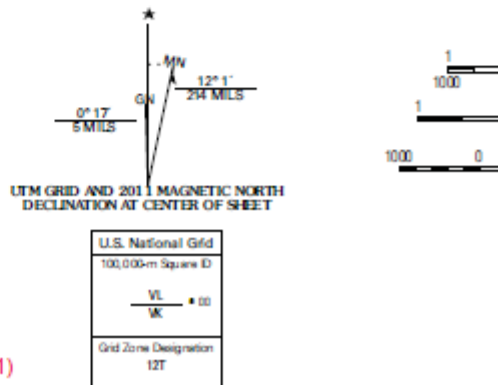 ★
MN
GN
12° 1´
214 MILS
0° 17´
5 MILS
UTM GRID AND 2011 MAGNETIC NORTH
DECLINATION AT CENTER OF SHEET
U.S. National Grid
100,000-m Square ID
VL
VK
Grid Zone Designation
12T
1
1000
1
1000 0